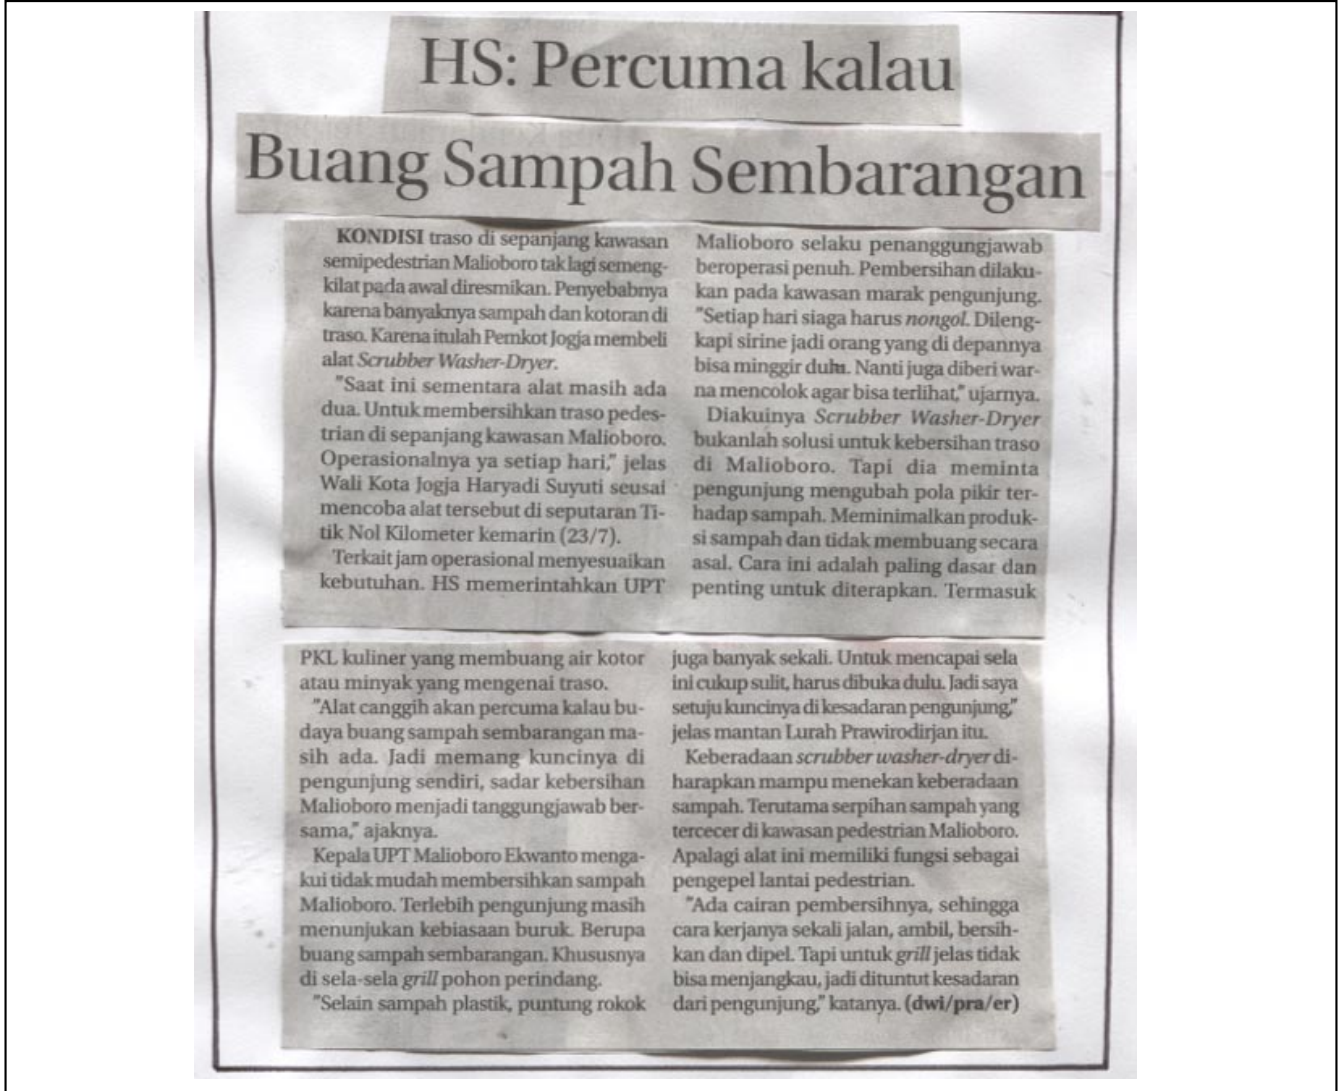 HS: Percuma kalau
Buang Sampah Sembarangan
KONDISI traso di sepanjang kawasan
semipedestrian Malioboro tak lagi semeng-
kilat pada awal diresmikan. Penyebabnya
karena banyaknya sampah dan kotoran di
traso. Karena itulah Pemkot Jogja membeli
alat Scrubber Washer-Dryer.
"Saat ini sementara alat masih ada
dua. Untuk membersihkan traso pedes-
trian di sepanjang kawasan Malioboro.
Operasionalnya ya setiap hari," jelas
Wali Kota Jogja Haryadi Suyuti seusai
mencoba alat tersebut di seputaran Ti-
tik Nol Kilometer kemarin (23/7).
Terkait jam operasional menyesuaikan
kebutuhan. HS memerintahkan UPT
Malioboro selaku penanggungjawab
beroperasi penuh. Pembersihan dilaku-
kan pada kawasan marak pengunjung.
"Setiap hari siaga harus nongol. Dileng-
kapi sirine jadi orang yang di depannya
bisa minggir dulu. Nanti juga diberi war-
na mencolok agar bisa terlihat," ujarnya.
Diakuinya Scrubber Washer-Dryer
bukanlah solusi untuk kebersihan traso
di Malioboro. Tapi dia meminta
pengunjung mengubah pola pikir ter-
hadap sampah. Meminimalkan produk-
si sampah dan tidak membuang secara
asal. Cara ini adalah paling dasar dan
penting untuk diterapkan. Termasuk
PKL kuliner yang membuang air kotor
atau minyak yang mengenai traso.
"Alat canggih akan percuma kalau bu-
daya buang sampah sembarangan ma-
sih ada. Jadi memang kuncinya di
pengunjung sendiri, sadar kebersihan
Malioboro menjadi tanggungjawab ber-
sama," ajaknya.
Kepala UPT Malioboro Ekwanto menga-
kui tidak mudah membersihkan sampah
Malioboro. Terlebih pengunjung masih
menunjukan kebiasaan buruk. Berupa
buang sampah sembarangan. Khususnya
di sela-sela grill pohon perindang.
"Selain sampah plastik, puntung rokok
juga banyak sekali. Untuk mencapai sela
ini cukup sulit, harus dibuka dulu. Jadi saya
setuju kuncinya di kesadaran pengunjung,"
jelas mantan Lurah Prawirodirjan itu.
Keberadaan scrubber washer-dryer di-
harapkan mampu menekan keberadaan
sampah. Terutama serpihan sampah yang
tercecer di kawasan pedestrian Malioboro.
Apalagi alat ini memiliki fungsi sebagai
pengepel lantai pedestrian.
"Ada cairan pembersihnya, sehingga
cara kerjanya sekali jalan, ambil, bersih-
kan dan dipel. Tapi untuk grill jelas tidak
bisa menjangkau, jadi dituntut kesadaran
dari pengunjung," katanya. (dwi/pra/er)